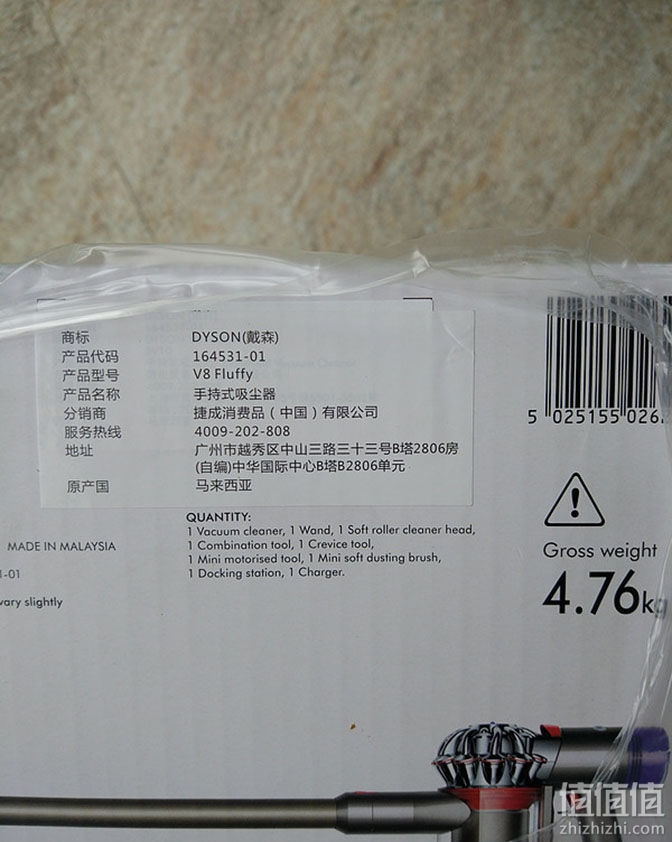 商标 DYSON(戴森)
产品代码 164531-01
产品型号 V8 Fluffy
产品名称 手持式吸尘器
分销商 捷成消费品（中国）有限公司
服务热线 4009-202-808
地址 广州市越秀区中山三路三十三号B塔2806房
(自编)中华国际中心B塔B2806单元
原产国 马来西亚
5 025155 026
MADE IN MALAYSIA
-01
vary slightly
QUANTITY:
1 Vacuum cleaner, 1 Wand, 1 Soft roller cleaner head,
1 Combination tool, 1 Crevice tool,
1 Mini motorised tool, 1 Mini soft dusting brush,
1 Docking station, 1 Charger.
Gross weight
4.76kg
值值值
zhizhizhi.com